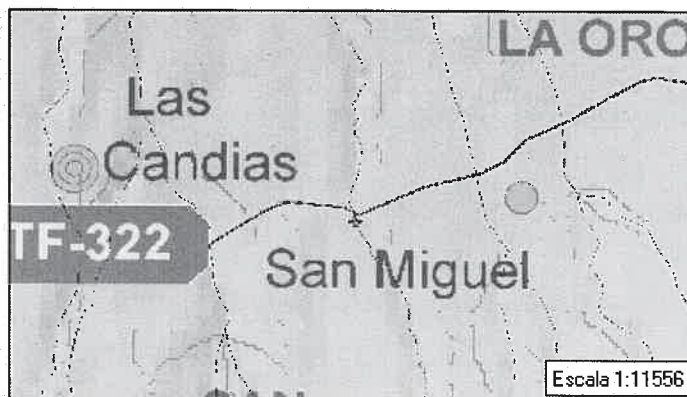 LA ORO
Las
Candias
TF-322
San Miguel
Escala 1:11556